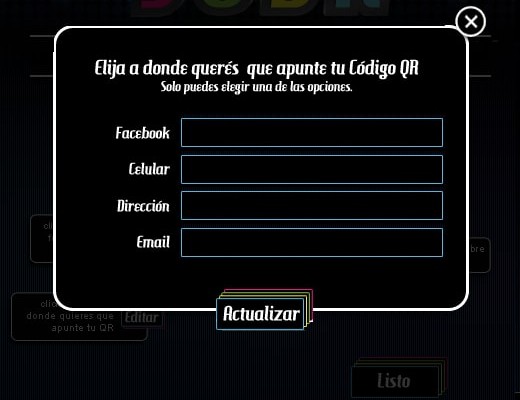 Elija a donde querés que apunte tu Código QR
Solo puedes elegir una de las opciones.
Facebook
Celular
Dirección
Email
Actualizar
donde quieres que
apunte tu QR
Editar
Listo